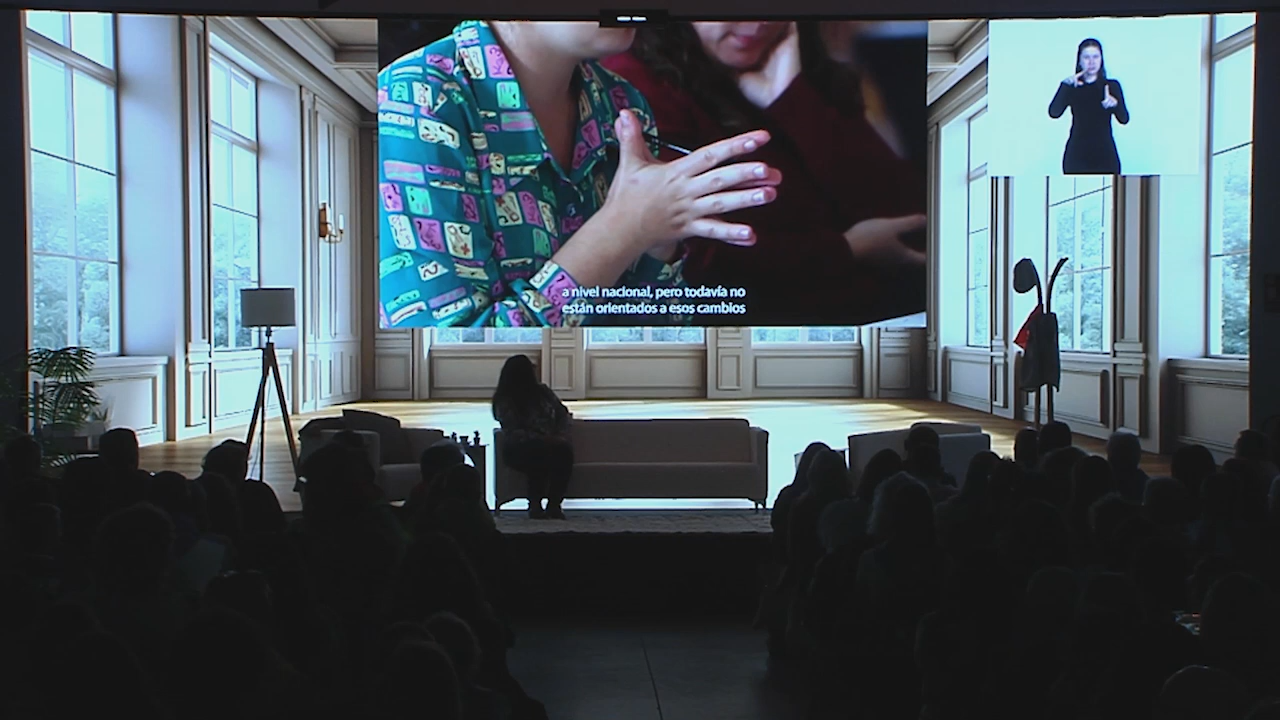 a nivel nacional, pero todavía no
están orientados a esos cambios